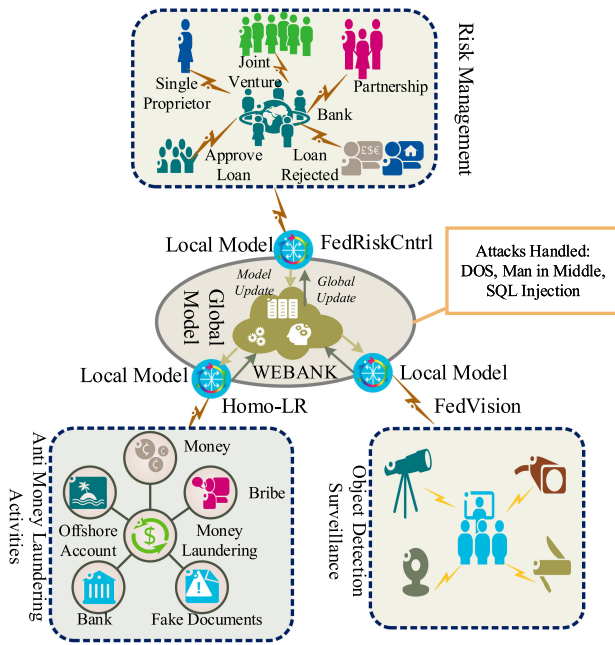 Joint
Venture
Single
Proprietor
Partnership
Bank
Approve
Loan
Loan
Rejected
£$€
Risk Management
Local Model
FedRiskCntrl
Attacks Handled:
DOS, Man in Middle,
SQL Injection
Model
Update
Global
Update
Global
Model
WEBANK
Local Model
Local Model
Homo-LR
FedVision
Anti Money Laundering
Activities
Money
Bribe
Offshore
Account
Money
Laundering
$
Bank
Fake Documents
Object Detection
Surveillance